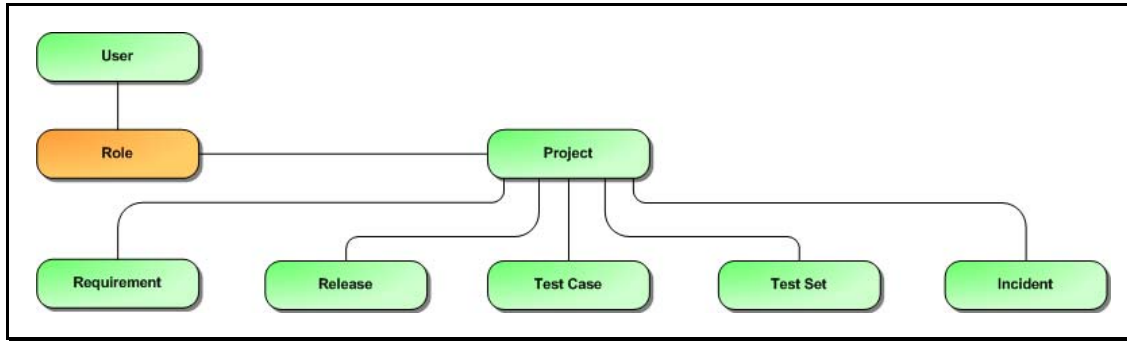 User
Role
Project
Requirement
Release
Test Case
Test Set
Incident